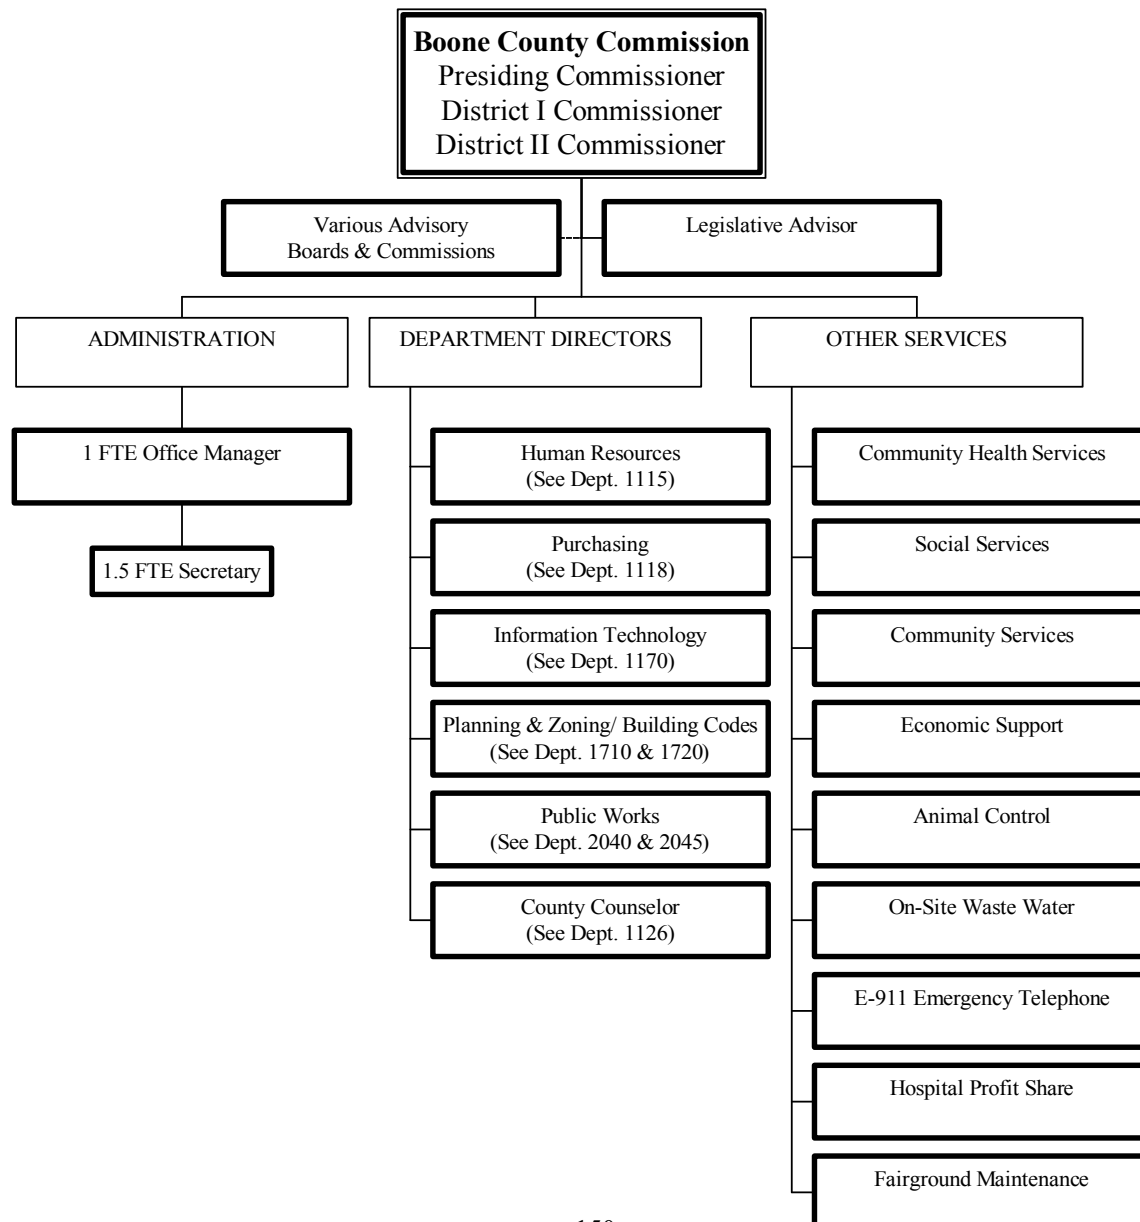 Boone County Commission
Presiding Commissioner
District I Commissioner
District II Commissioner
Various Advisory
Boards & Commissions
Legislative Advisor
ADMINISTRATION
DEPARTMENT DIRECTORS
OTHER SERVICES
1 FTE Office Manager
1.5 FTE Secretary
Human Resources
(See Dept. 1115)
Purchasing
(See Dept. 1118)
Information Technology
(See Dept. 1170)
Planning & Zoning/ Building Codes
(See Dept. 1710 & 1720)
Public Works
(See Dept. 2040 & 2045)
County Counselor
(See Dept. 1126)
Community Health Services
Social Services
Community Services
Economic Support
Animal Control
On-Site Waste Water
E-911 Emergency Telephone
Hospital Profit Share
Fairground Maintenance